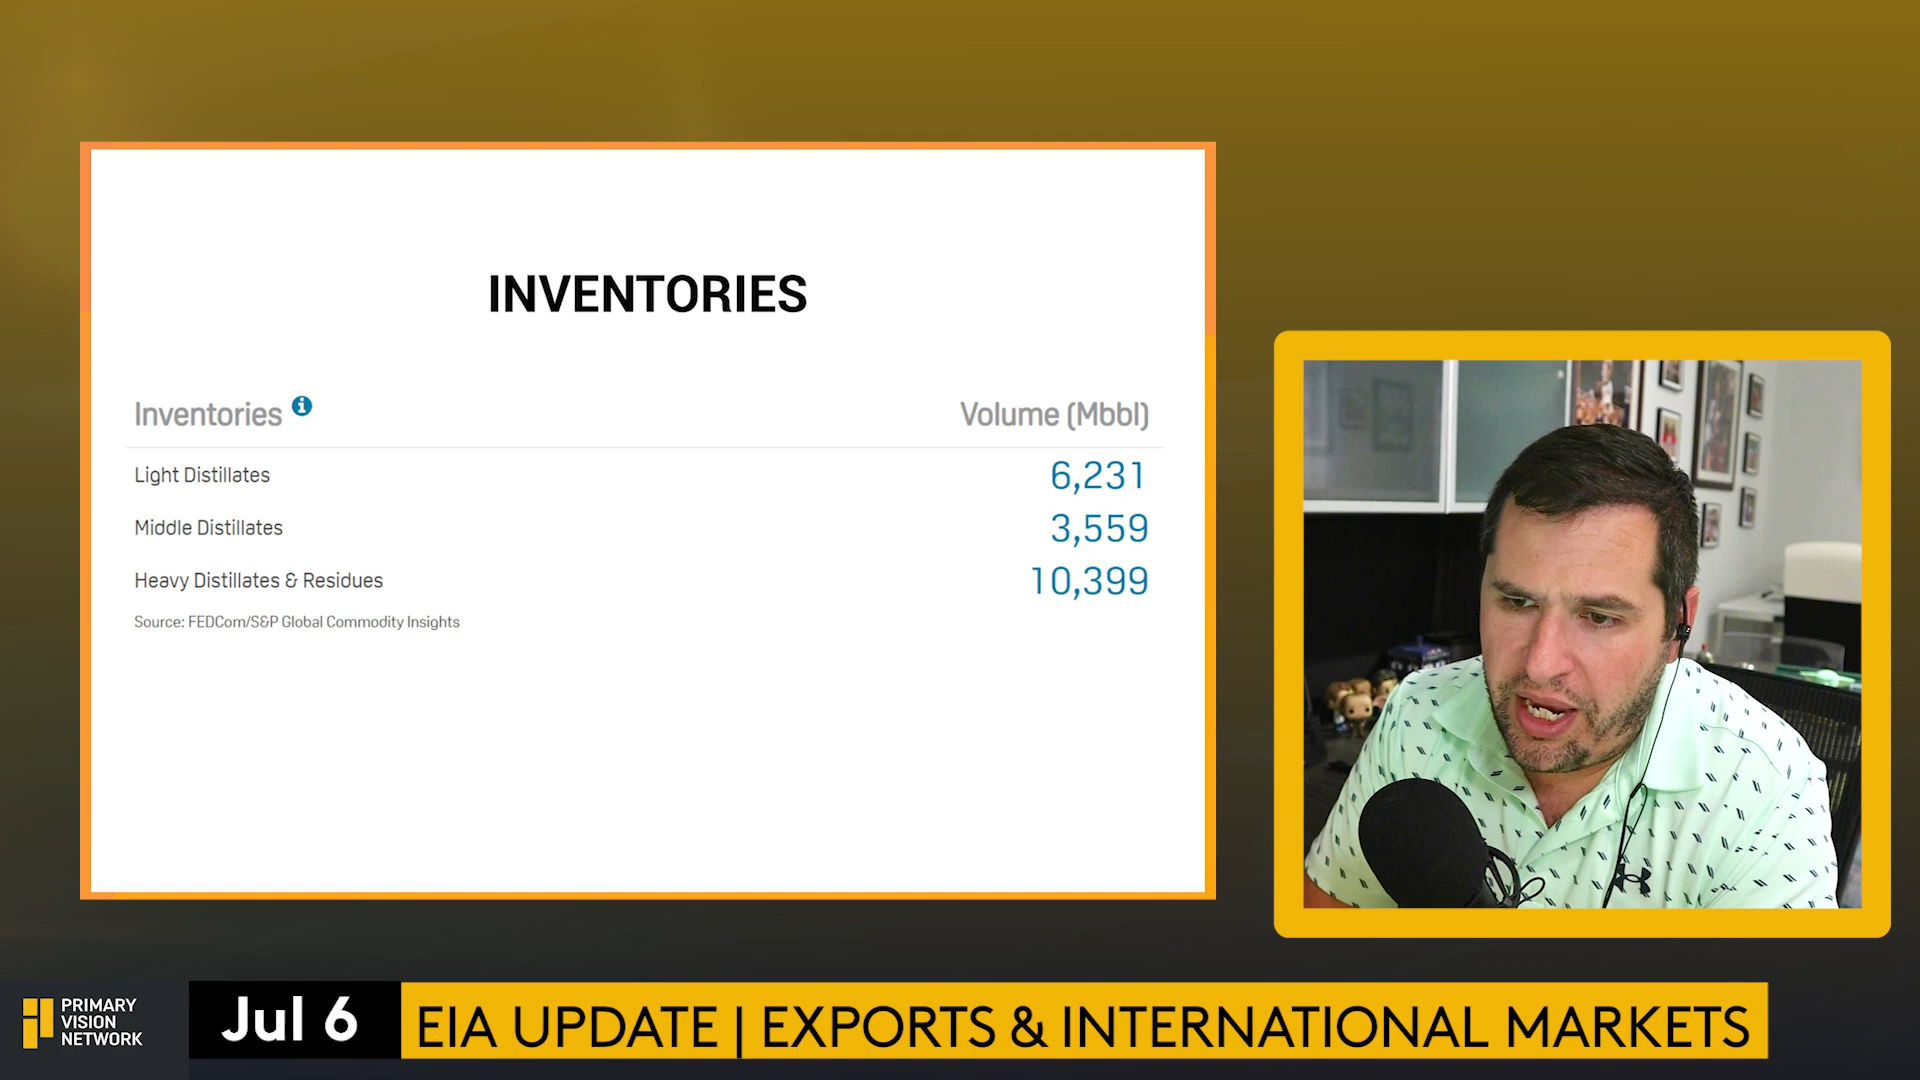 INVENTORIES
Inventories
Volume (Mbbl)
Light Distillates
6,231
Middle Distillates
3,559
Heavy Distillates & Residues
10,399
Source: FEDCom/S&P Global Commodity Insights
PRIMARY
VISION
NETWORK
Jul 6
EIA UPDATE | EXPORTS & INTERNATIONAL MARKETS